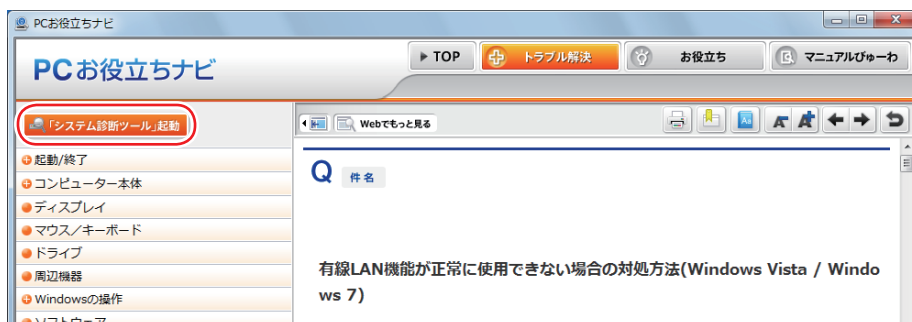 PCお役立ちナビ
PCお役立ちナビ
TOP
トラブル解決
お役立ち
マニュアルびゅーわ
「システム診断ツール」起動
Webでもっと見る
起動/終了
コンピューター本体
ディスプレイ
マウス/キーボード
ドライブ
周辺機器
Windowsの操作
ソフトウェア
Q 件名
有線LAN機能が正常に使用できない場合の対処方法(Windows Vista / Windo
ws 7)